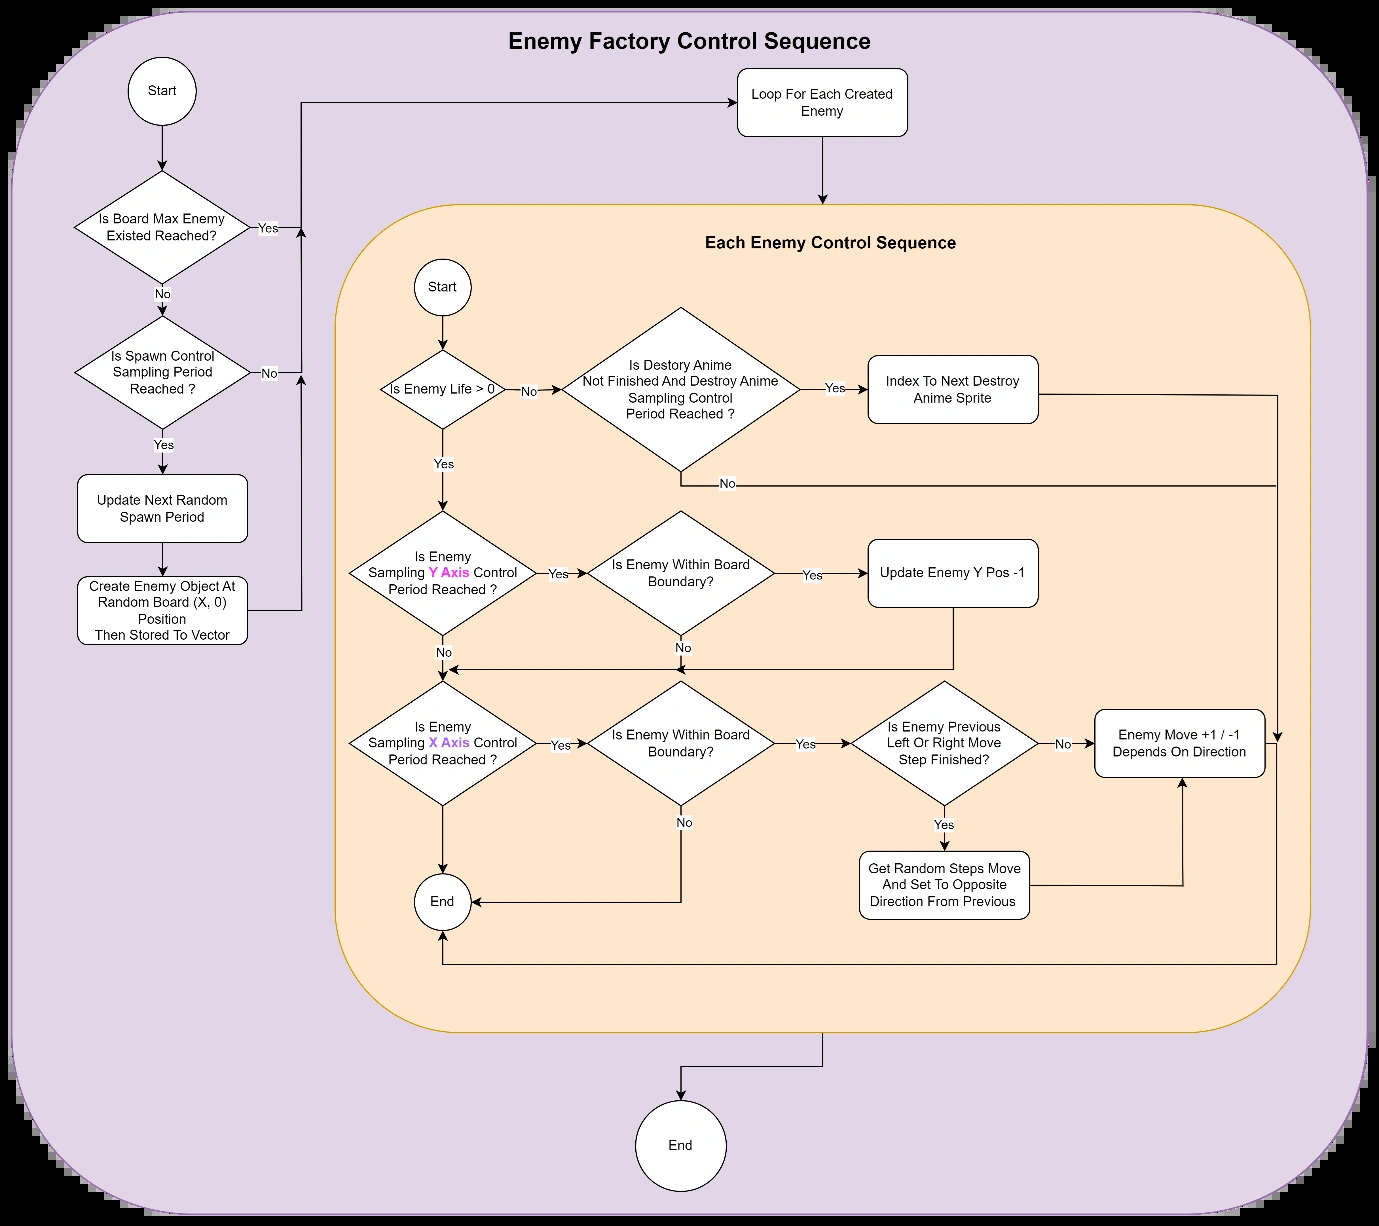 Enemy Factory Control Sequence
Start
Is Board Max Enemy
Existed Reached?
Yes
No
Is Spawn Control
Sampling Period
Reached ?
No
Yes
Update Next Random
Spawn Period
Create Enemy Object At
Random Board (X, 0)
Position
Then Stored To Vector
Loop For Each Created
Enemy
Each Enemy Control Sequence
Start
Is Enemy Life > 0
No
Is Destory Anime
Not Finished And Destroy Anime
Sampling Control
Period Reached ?
Yes
Index To Next Destroy
Anime Sprite
No
Yes
Is Enemy
Sampling Y Axis Control
Period Reached ?
Yes
Is Enemy Within Board
Boundary?
Yes
Update Enemy Y Pos -1
No
No
Is Enemy
Sampling X Axis Control
Period Reached ?
Yes
Is Enemy Within Board
Boundary?
Yes
Is Enemy Previous
Left Or Right Move
Step Finished?
No
Enemy Move +1 / -1
Depends On Direction
No
Yes
Get Random Steps Move
And Set To Opposite
Direction From Previous
End
End